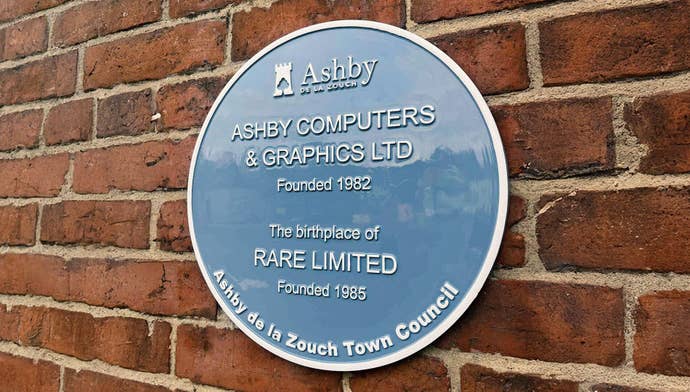 Ashby
DE LA ZOUCH
ASHBY COMPUTERS
& GRAPHICS LTD
Founded 1982
The birthplace of
RARE LIMITED
Founded 1985
Ashby de la Zouch Town Council